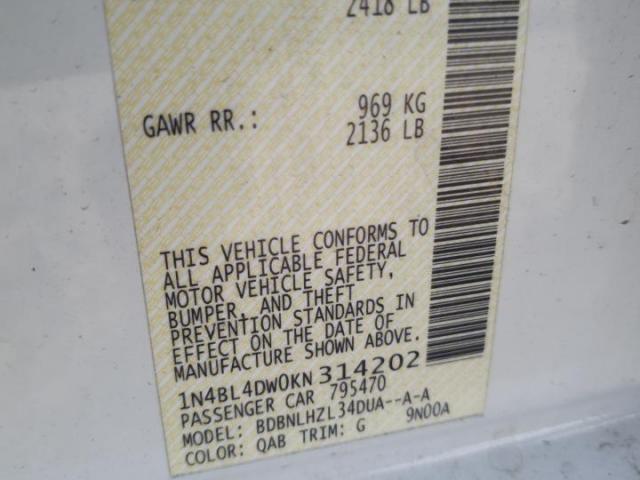 2418 LB
GAWR RR.: 969 KG
2136 LB
THIS VEHICLE CONFORMS TO
ALL APPLICABLE FEDERAL
MOTOR VEHICLE SAFETY,
BUMPER, AND THEFT
PREVENTION STANDARDS IN
EFFECT ON THE DATE OF
MANUFACTURE SHOWN ABOVE.
1N4BL4DW0KN314202
PASSENGER CAR 795470
MODEL: BDBNLHZL34DUA--A-A
COLOR: QAB TRIM: G 9N00A